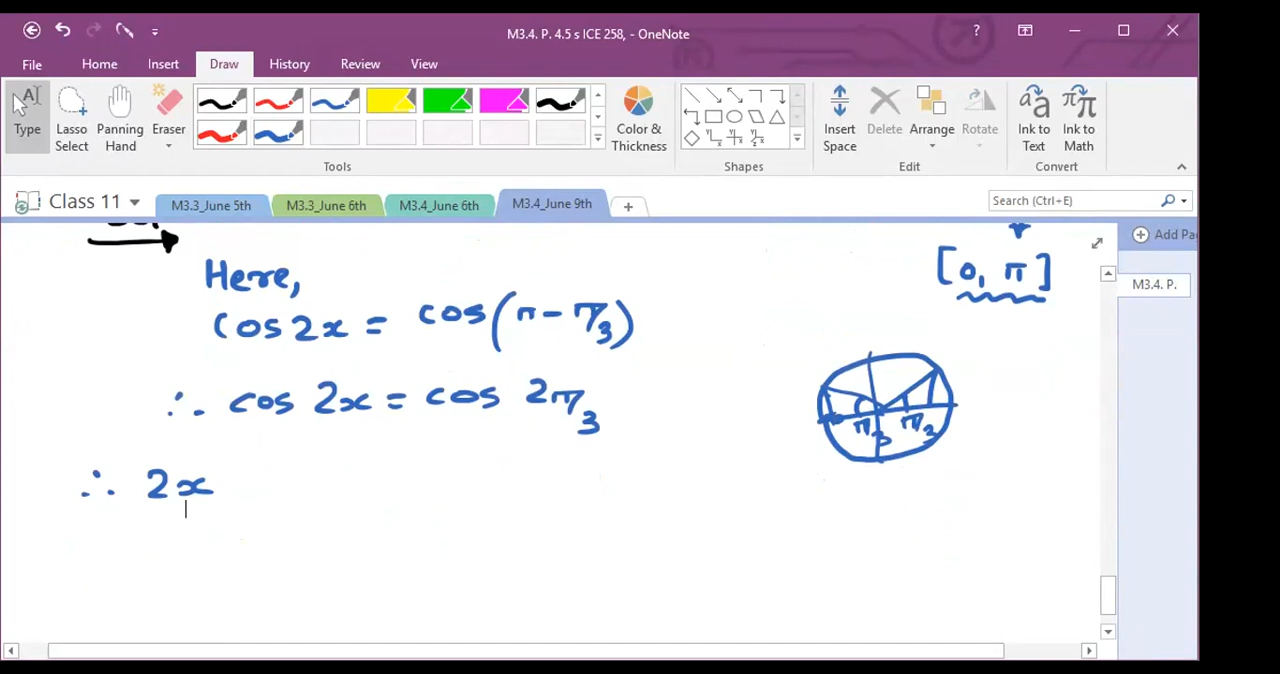 M3.4. P. 4.5 s ICE 258, - OneNote
?
File Home Insert Draw History Review View
Type
Lasso Select
Panning Hand
Eraser
Color & Thickness
Insert Space
Delete
Arrange
Rotate
Ink to Text
Ink to Math
Tools
Shapes
Edit
Convert
Class 11
M3.3_June 5th
M3.3_June 6th
M3.4_June 6th
M3.4_June 9th
Search (Ctrl+E)
Add Pa
M3.4. P.
[0, π]
Here,
cos 2x = cos(π - π/3)
∴ cos 2x = cos 2π/3
π/3 π/3
∴ 2x